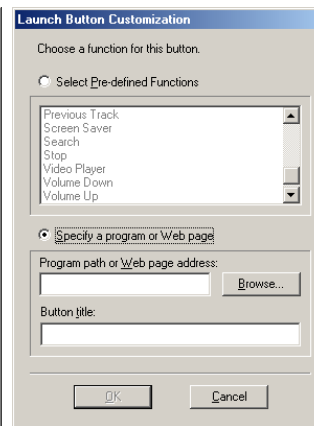 Launch Button Customization
Choose a function for this button.
Select Pre-defined Functions
Previous Track
Screen Saver
Search
Stop
Video Player
Volume Down
Volume Up
Specify a program or Web page
Program path or Web page address:
Browse...
Button title:
OK Cancel